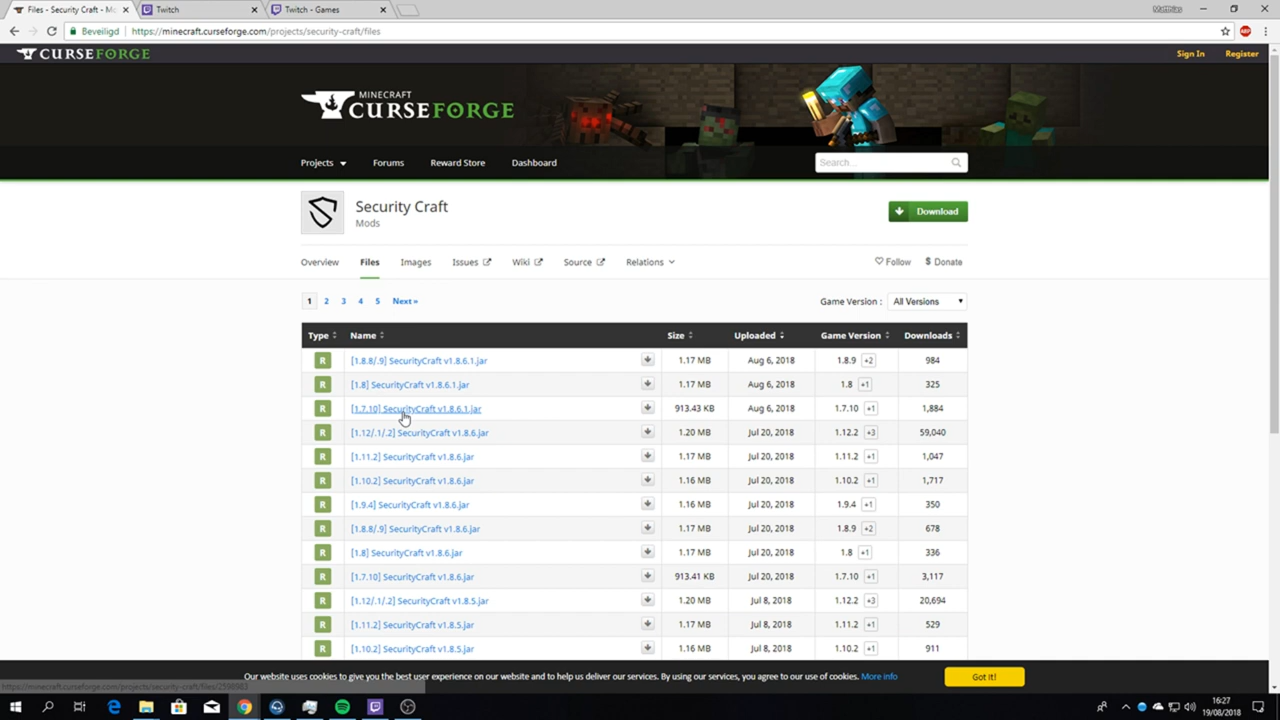 Files - Security Craft - Mo
Twitch
Twitch - Games
Matthias
Beveiligd
https://minecraft.curseforge.com/projects/security-craft/files
ABP
CURSEFORGE
Sign In
Register
MINECRAFT
CURSEFORGE
Projects
Forums
Reward Store
Dashboard
Search...
Security Craft
Mods
Download
Overview
Files
Images
Issues
Wiki
Source
Relations
Follow
$ Donate
1 2 3 4 5 Next »
Game Version : All Versions
Type Name Size Uploaded Game Version Downloads
R [1.8.8/.9] SecurityCraft v1.8.6.1.jar 1.17 MB Aug 6, 2018 1.8.9 +2 984
R [1.8] SecurityCraft v1.8.6.1.jar 1.17 MB Aug 6, 2018 1.8 +1 325
R [1.7.10] SecurityCraft v1.8.6.1.jar 913.43 KB Aug 6, 2018 1.7.10 +1 1,884
R [1.12/.1/.2] SecurityCraft v1.8.6.jar 1.20 MB Jul 20, 2018 1.12.2 +3 59,040
R [1.11.2] SecurityCraft v1.8.6.jar 1.17 MB Jul 20, 2018 1.11.2 +1 1,047
R [1.10.2] SecurityCraft v1.8.6.jar 1.16 MB Jul 20, 2018 1.10.2 +1 1,717
R [1.9.4] SecurityCraft v1.8.6.jar 1.16 MB Jul 20, 2018 1.9.4 +1 350
R [1.8.8/.9] SecurityCraft v1.8.6.jar 1.17 MB Jul 20, 2018 1.8.9 +2 678
R [1.8] SecurityCraft v1.8.6.jar 1.17 MB Jul 20, 2018 1.8 +1 336
R [1.7.10] SecurityCraft v1.8.6.jar 913.41 KB Jul 20, 2018 1.7.10 +1 3,117
R [1.12/.1/.2] SecurityCraft v1.8.5.jar 1.20 MB Jul 8, 2018 1.12.2 +3 20,694
R [1.11.2] SecurityCraft v1.8.5.jar 1.17 MB Jul 8, 2018 1.11.2 +1 529
R [1.10.2] SecurityCraft v1.8.5.jar 1.16 MB Jul 8, 2018 1.10.2 +1 911
Our website uses cookies to give you the best user experience on our website and to help us deliver our services. By using our services, you agree to our use of cookies. More info
Got it!
https://minecraft.curseforge.com/projects/security-craft/files/2598983
16:27
19/08/2018